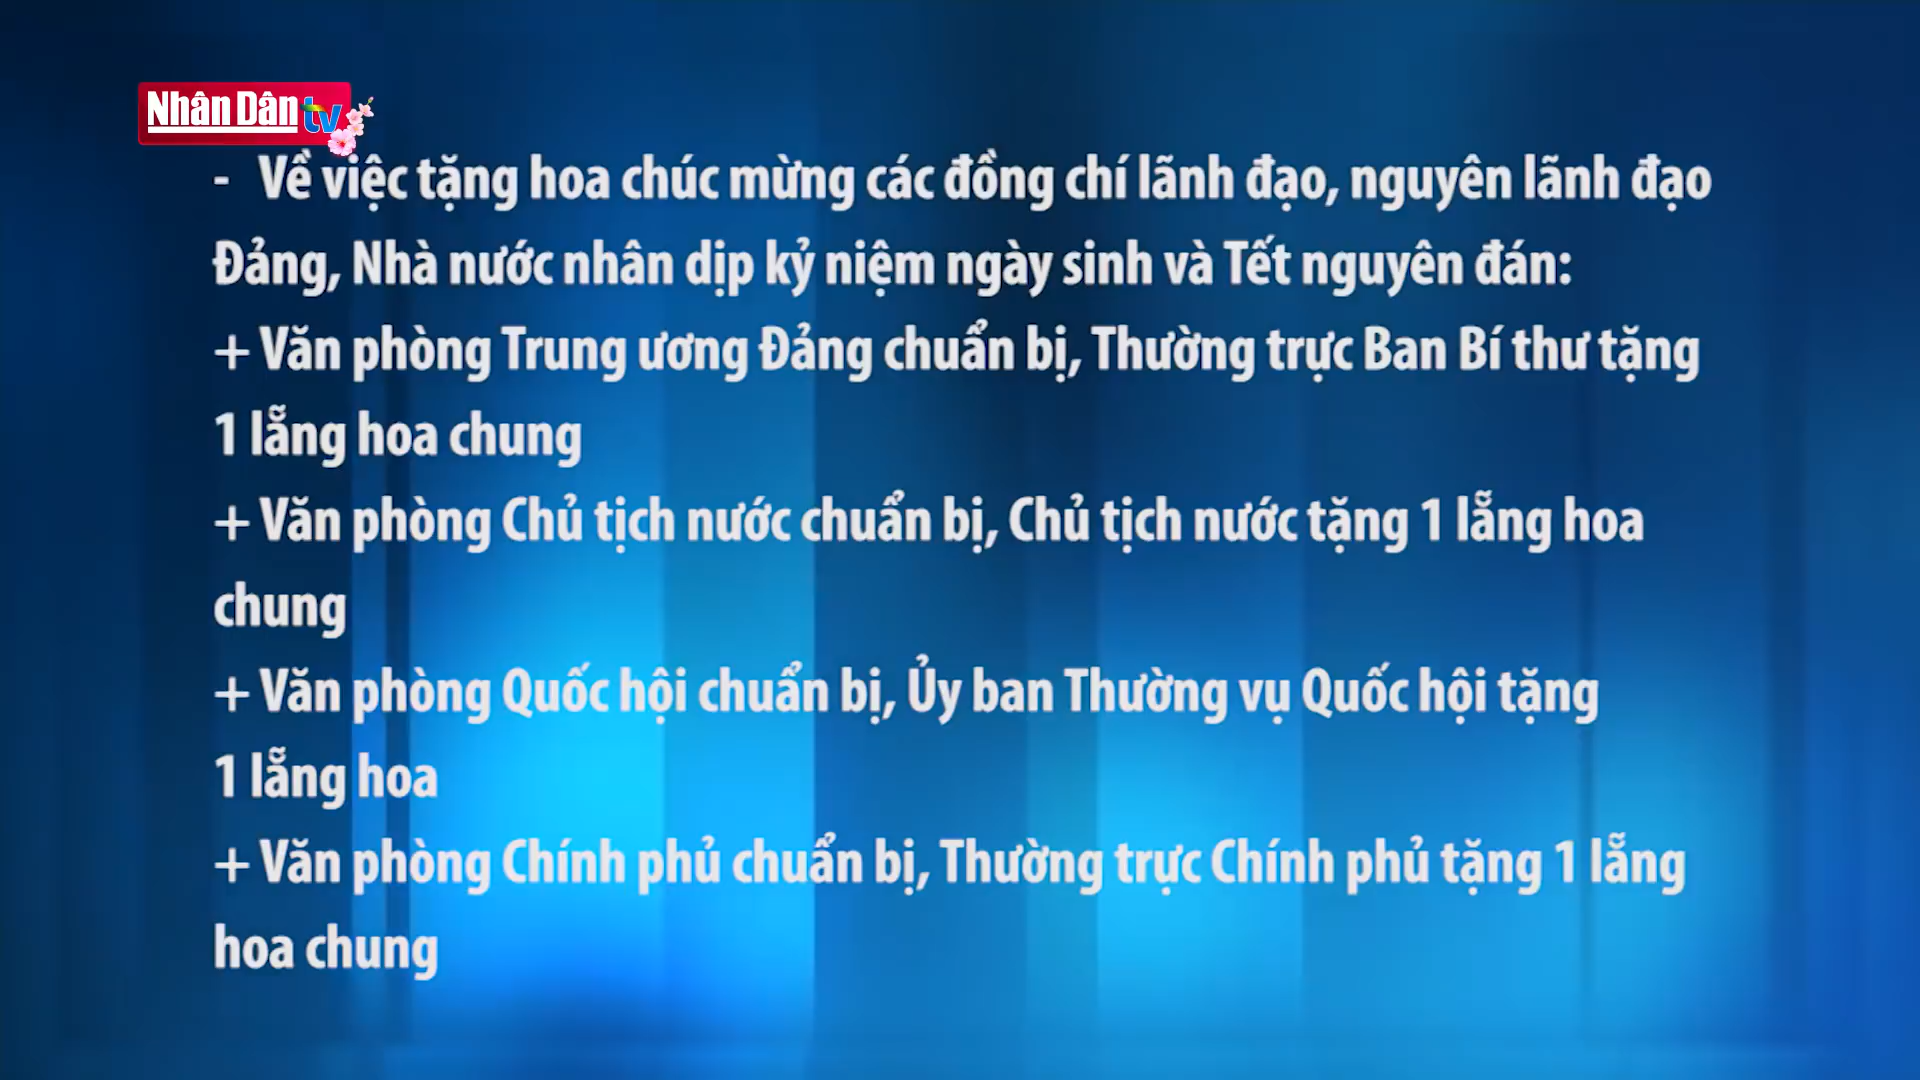 Nhân Dân tv
- Về việc tặng hoa chúc mừng các đồng chí lãnh đạo, nguyên lãnh đạo
Đảng, Nhà nước nhân dịp kỷ niệm ngày sinh và Tết nguyên đán:
+ Văn phòng Trung ương Đảng chuẩn bị, Thường trực Ban Bí thư tặng
1 lẵng hoa chung
+ Văn phòng Chủ tịch nước chuẩn bị, Chủ tịch nước tặng 1 lẵng hoa
chung
+ Văn phòng Quốc hội chuẩn bị, Ủy ban Thường vụ Quốc hội tặng
1 lẵng hoa
+ Văn phòng Chính phủ chuẩn bị, Thường trực Chính phủ tặng 1 lẵng
hoa chung